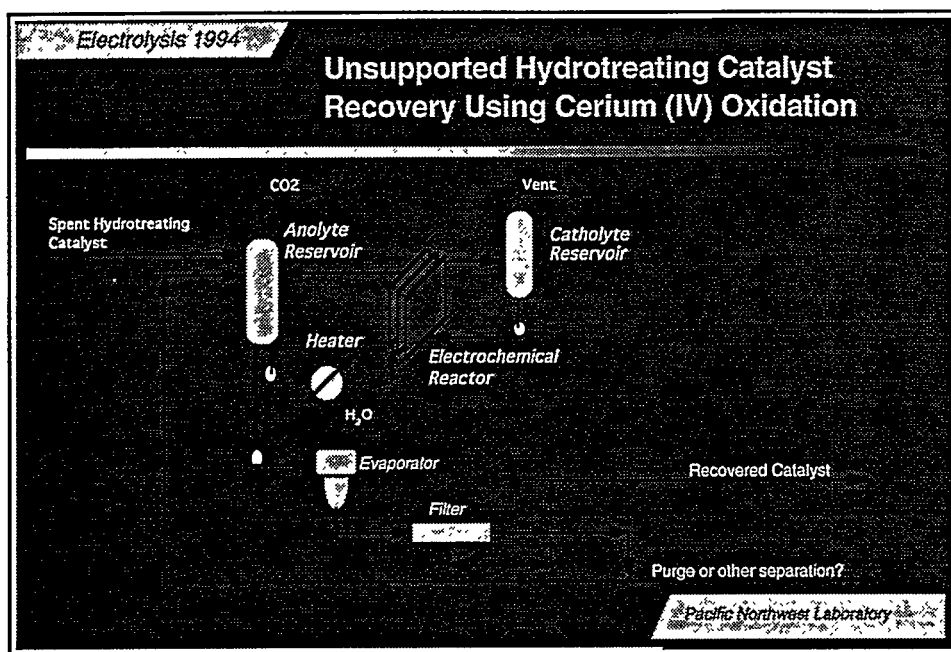 Electrolysis 1994
Unsupported Hydrotreating Catalyst
Recovery Using Cerium (IV) Oxidation
CO2
Vent
Spent Hydrotreating
Catalyst
Anolyte
Reservoir
Catholyte
Reservoir
Heater
Electrochemical
Reactor
H₂O
Evaporator
Recovered Catalyst
Filter
Purge or other separation?
Pacific Northwest Laboratory